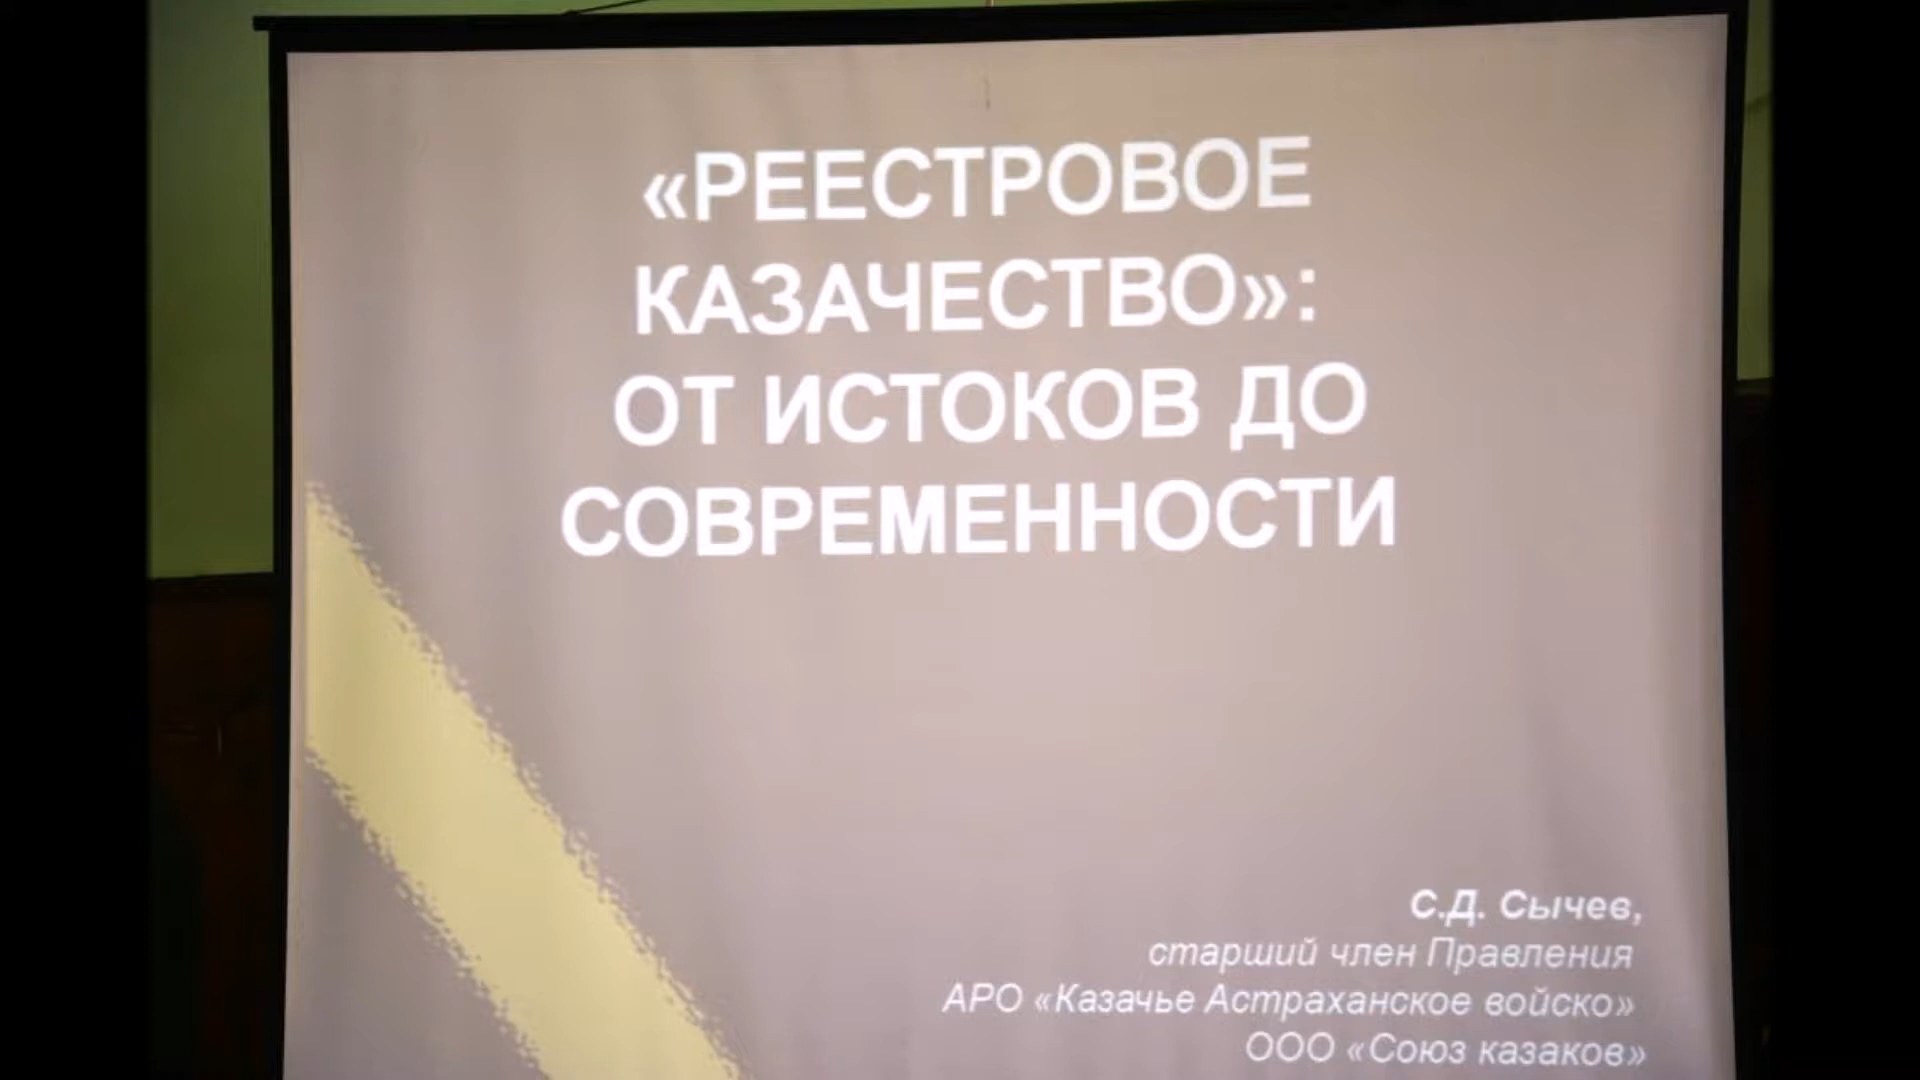 «РЕЕСТРОВОЕ
КАЗАЧЕСТВО»:
ОТ ИСТОКОВ ДО
СОВРЕМЕННОСТИ
С.Д. Сычев,
старший член Правления
АРО «Казачье Астраханское войско»
ООО «Союз казаков»